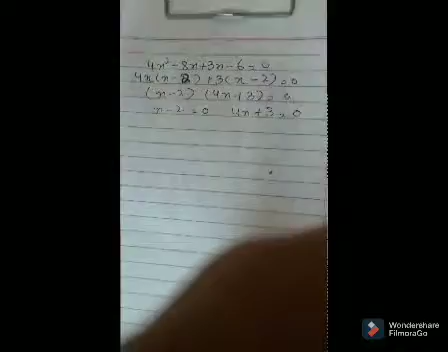 4x² - 8x + 3x - 6 = 0
4x(x - 2) + 3(x - 2) = 0
(x - 2) (4x + 3) = 0
x - 2 = 0 4x + 3 = 0
Wondershare
FilmoraGo